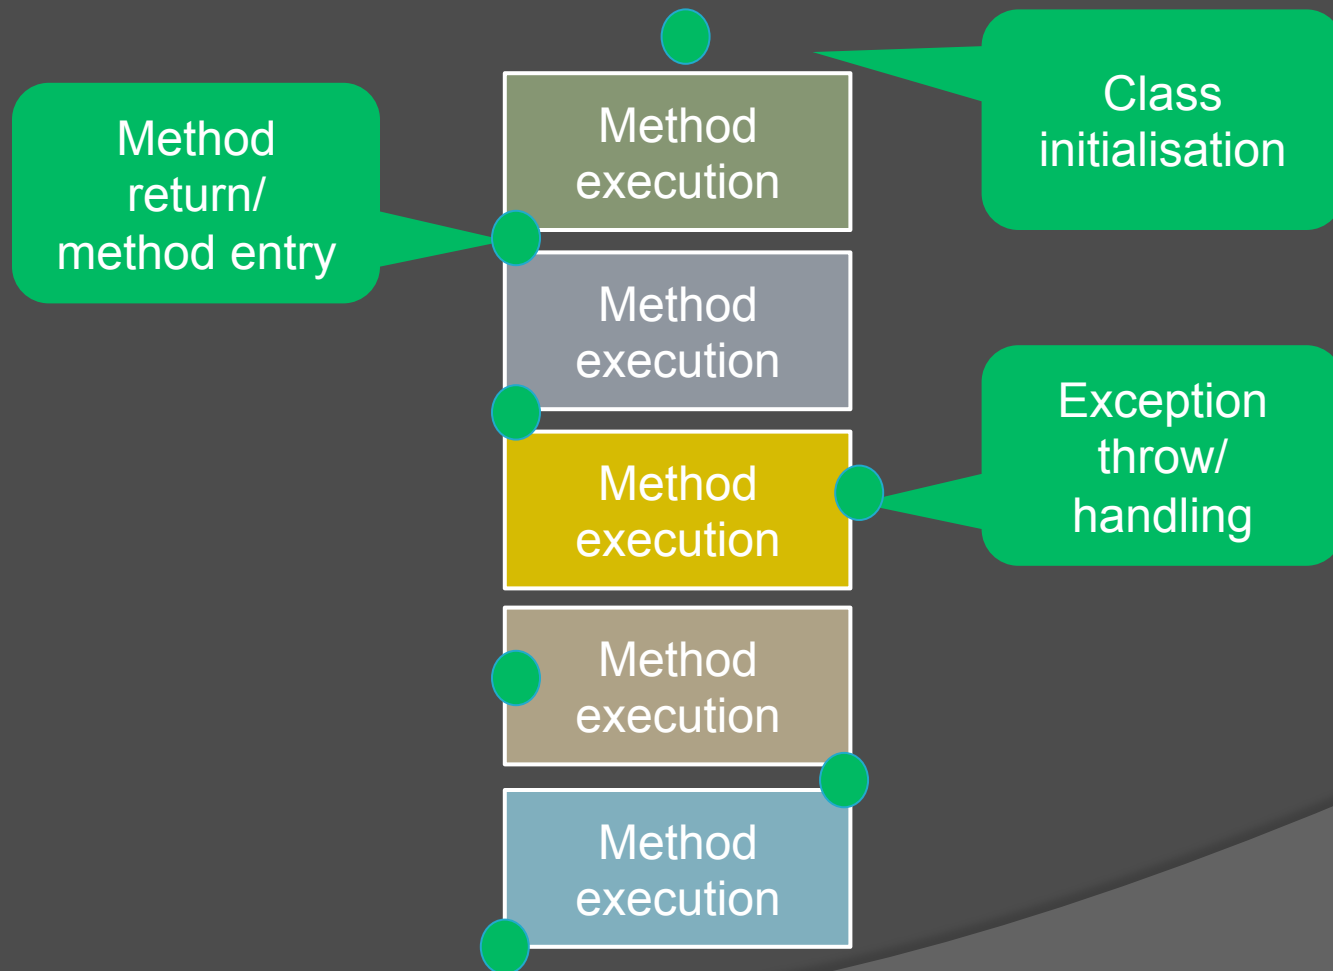 Class
initialisation
Method
execution
Method
return/
method entry
Method
execution
Method
execution
Exception
throw/
handling
Method
execution
Method
execution